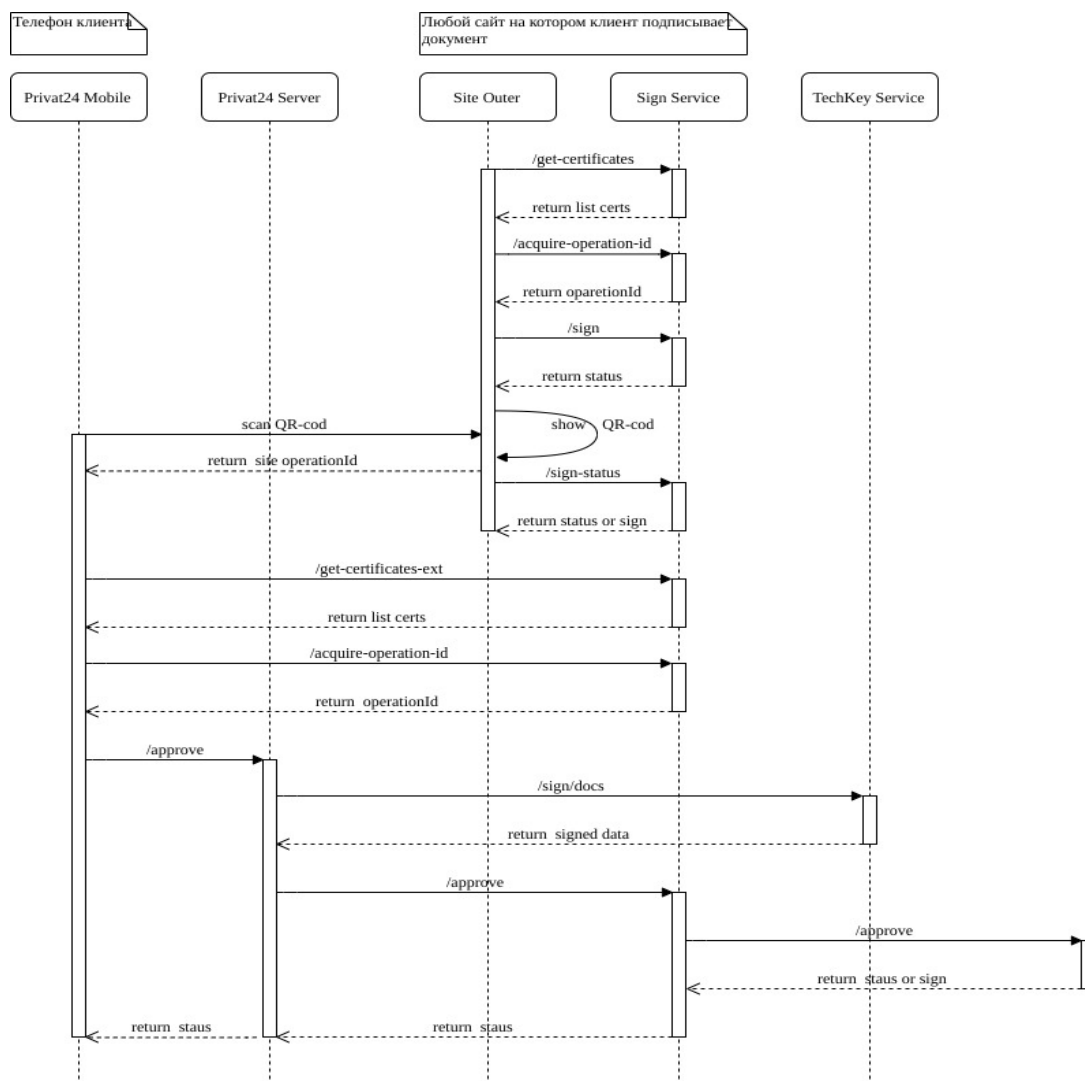 Телефон клиента
Любой сайт на котором клиент подписывает
документ
Privat24 Mobile
Privat24 Server
Site Outer
Sign Service
TechKey Service
/get-certificates
return list certs
/acquire-operation-id
return oparetionId
/sign
return status
scan QR-cod
show QR-cod
return site operationId
/sign-status
return status or sign
/get-certificates-ext
return list certs
/acquire-operation-id
return operationId
/approve
/sign/docs
return signed data
/approve
/approve
return staus or sign
return staus
return staus